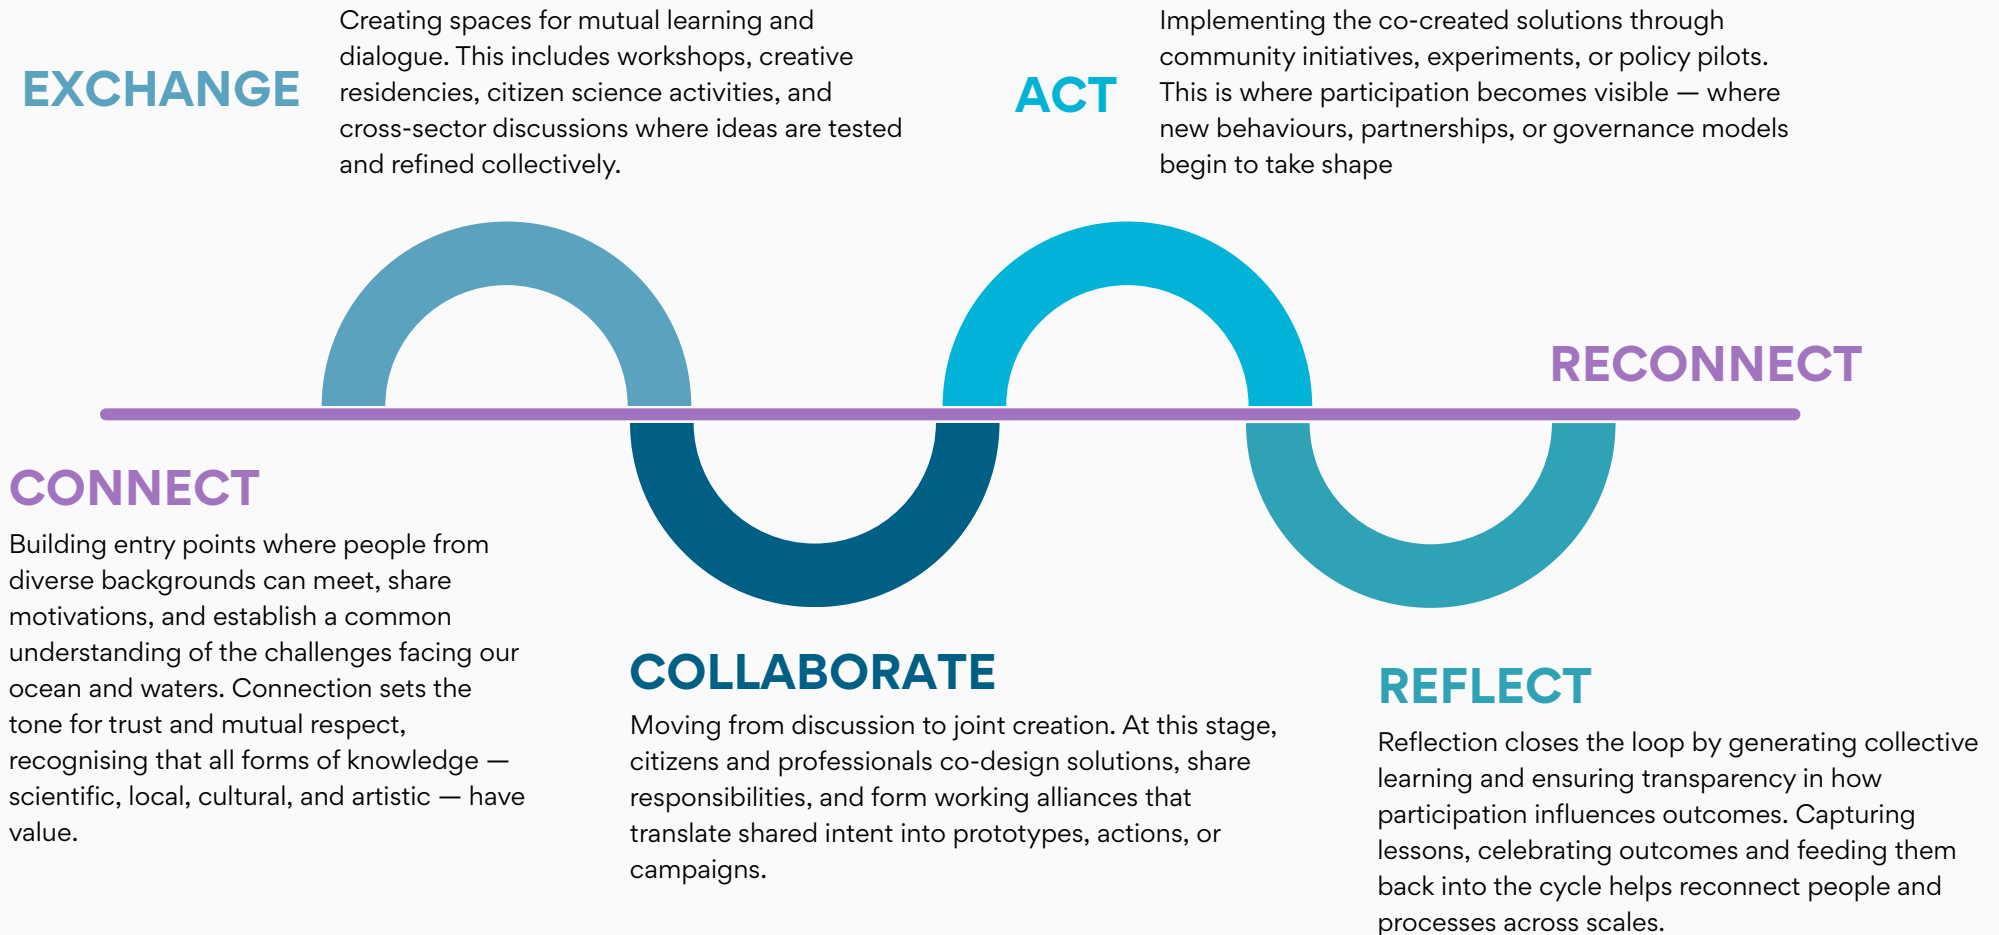 EXCHANGE
Creating spaces for mutual learning and
dialogue. This includes workshops, creative
residencies, citizen science activities, and
cross-sector discussions where ideas are tested
and refined collectively.
ACT
Implementing the co-created solutions through
community initiatives, experiments, or policy pilots.
This is where participation becomes visible — where
new behaviours, partnerships, or governance models
begin to take shape
RECONNECT
CONNECT
Building entry points where people from
diverse backgrounds can meet, share
motivations, and establish a common
understanding of the challenges facing our
ocean and waters. Connection sets the
tone for trust and mutual respect,
recognising that all forms of knowledge —
scientific, local, cultural, and artistic — have
value.
COLLABORATE
Moving from discussion to joint creation. At this stage,
citizens and professionals co-design solutions, share
responsibilities, and form working alliances that
translate shared intent into prototypes, actions, or
campaigns.
REFLECT
Reflection closes the loop by generating collective
learning and ensuring transparency in how
participation influences outcomes. Capturing
lessons, celebrating outcomes and feeding them
back into the cycle helps reconnect people and
processes across scales.